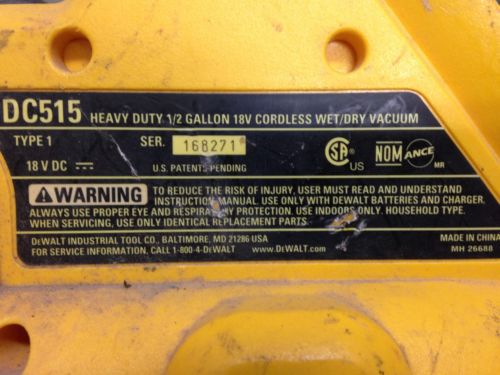 DC515 HEAVY DUTY 1/2 GALLON 18V CORDLESS WET/DRY VACUUM
TYPE 1 SER. 168271
18 V DC U.S. PATENTS PENDING
SA US NOM ANCE MR
WARNING TO REDUCE THE RISK OF INJURY, USER MUST READ AND UNDERSTAND
INSTRUCTION MANUAL. USE ONLY WITH DEWALT BATTERIES AND CHARGER.
ALWAYS USE PROPER EYE AND RESPIRATORY PROTECTION. USE INDOORS ONLY. HOUSEHOLD TYPE.
WHEN SERVICING, USE ONLY IDENTICAL REPLACEMENT PARTS
DEWALT INDUSTRIAL TOOL CO., BALTIMORE, MD 21286 USA MADE IN CHINA
FOR SERVICE INFORMATION, CALL 1-800-4-DEWALT www.DEWALT.com MH 26688